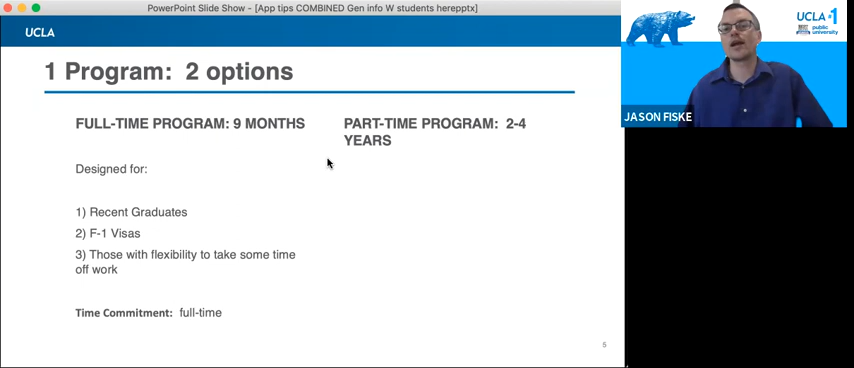 PowerPoint Slide Show - [App tips COMBINED Gen info W students herepptx]
UCLA
1 Program:  2 options
FULL-TIME PROGRAM: 9 MONTHS
Designed for:
1) Recent Graduates
2) F-1 Visas
3) Those with flexibility to take some time
off work
Time Commitment:  full-time
PART-TIME PROGRAM:  2-4
YEARS
5
UCLA
#1
public
university
JASON FISKE